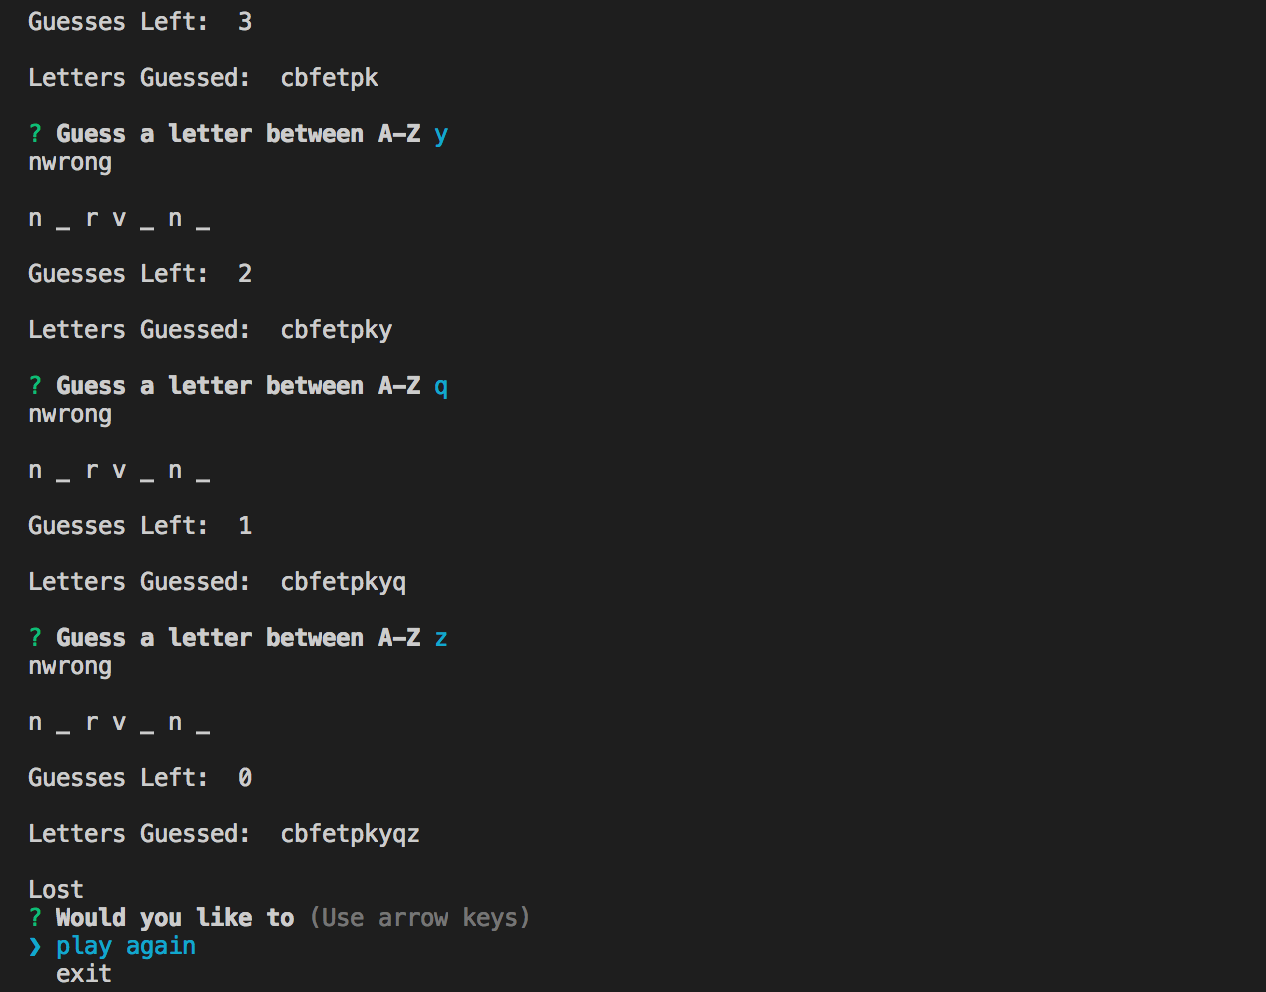 Guesses Left:  3
Letters Guessed:  cbfetpk
? Guess a letter between A-Z y
nwrong
n _ r v _ n _
Guesses Left:  2
Letters Guessed:  cbfetpky
? Guess a letter between A-Z q
nwrong
n _ r v _ n _
Guesses Left:  1
Letters Guessed:  cbfetpkyq
? Guess a letter between A-Z z
nwrong
n _ r v _ n _
Guesses Left:  0
Letters Guessed:  cbfetpkyqz
Lost
? Would you like to (Use arrow keys)
❯ play again
exit